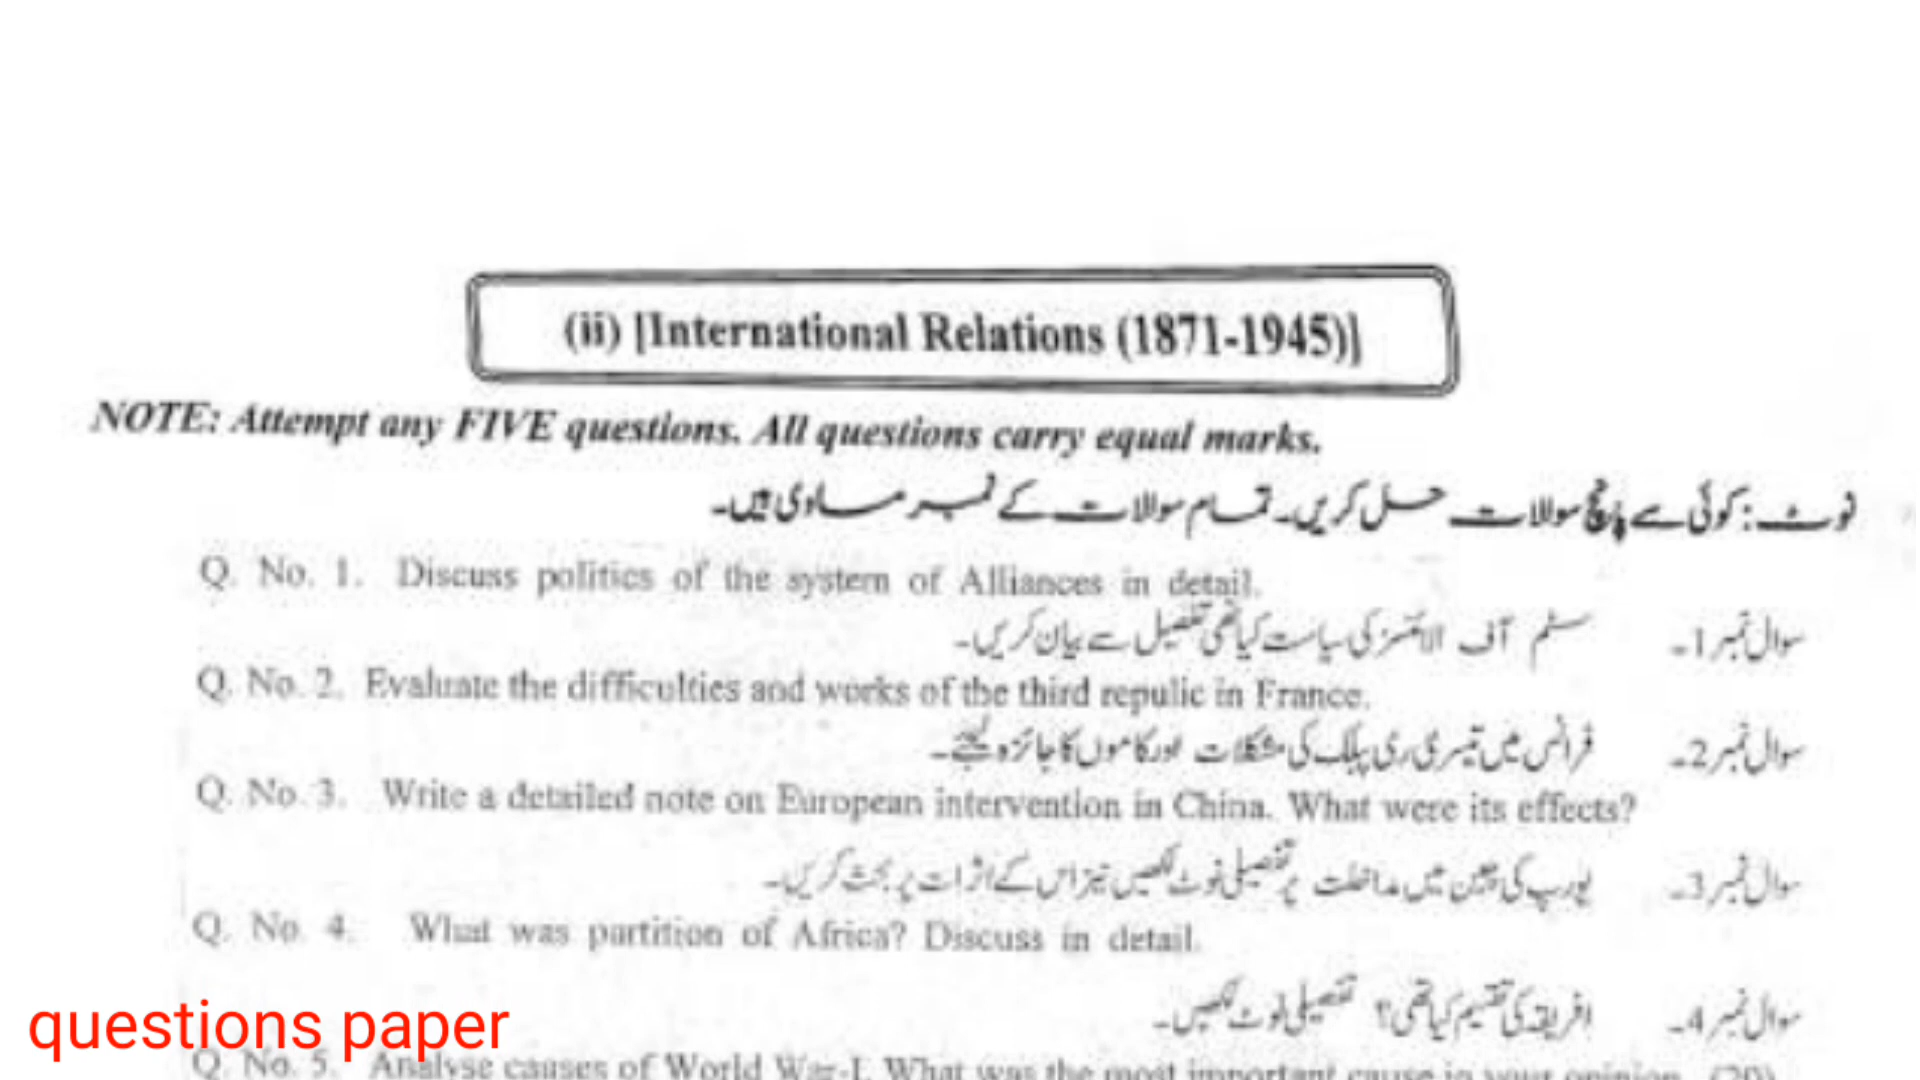 (ii) [International Relations (1871-1945)]
NOTE: Attempt any FIVE questions. All questions carry equal marks.
نوٹ: کوئی سے پانچ سوالات حل کریں۔ تمام سوالات کے نمبر مساوی ہیں۔
Q. No. 1. Discuss politics of the system of Alliances in detail.
سوال نمبر 1۔ سسٹم آف الائنسز کی سیاست کیا تھی تفصیل سے بیان کریں۔
Q. No. 2. Evaluate the difficulties and works of the third repulic in France.
سوال نمبر 2۔ فرانس میں تیسری ری پبلک کی مشکلات اور کاموں کا جائزہ لیجئے۔
Q. No. 3. Write a detailed note on European intervention in China. What were its effects?
سوال نمبر 3۔ یورپ کی چین میں مداخلت پر تفصیلی نوٹ لکھیں نیز اس کے اثرات پر بحث کریں۔
Q. No. 4. What was partition of Africa? Discuss in detail.
سوال نمبر 4۔ افریقہ کی تقسیم کیا تھی؟ تفصیلی نوٹ لکھیں۔
questions paper
Q. No. 5. Analyse causes of World War-I. What was the most important cause in your opinion. (20)